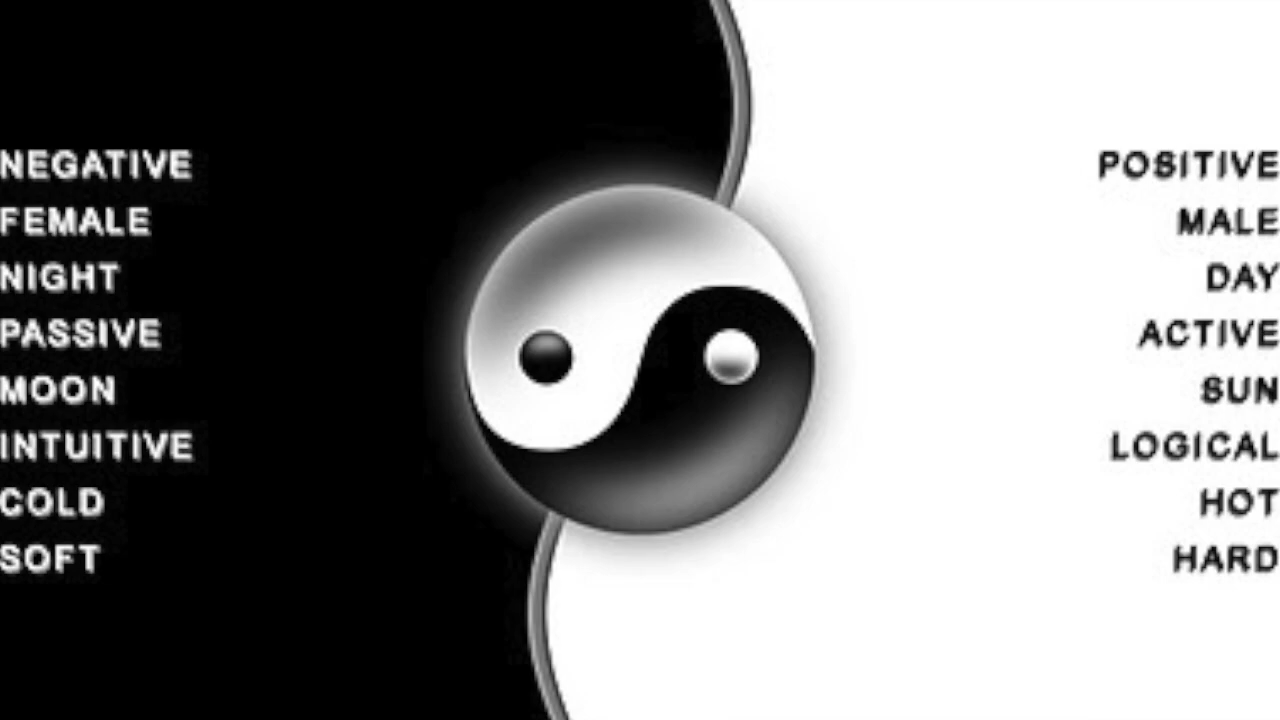 NEGATIVE
FEMALE
NIGHT
PASSIVE
MOON
INTUITIVE
COLD
SOFT
POSITIVE
MALE
DAY
ACTIVE
SUN
LOGICAL
HOT
HARD